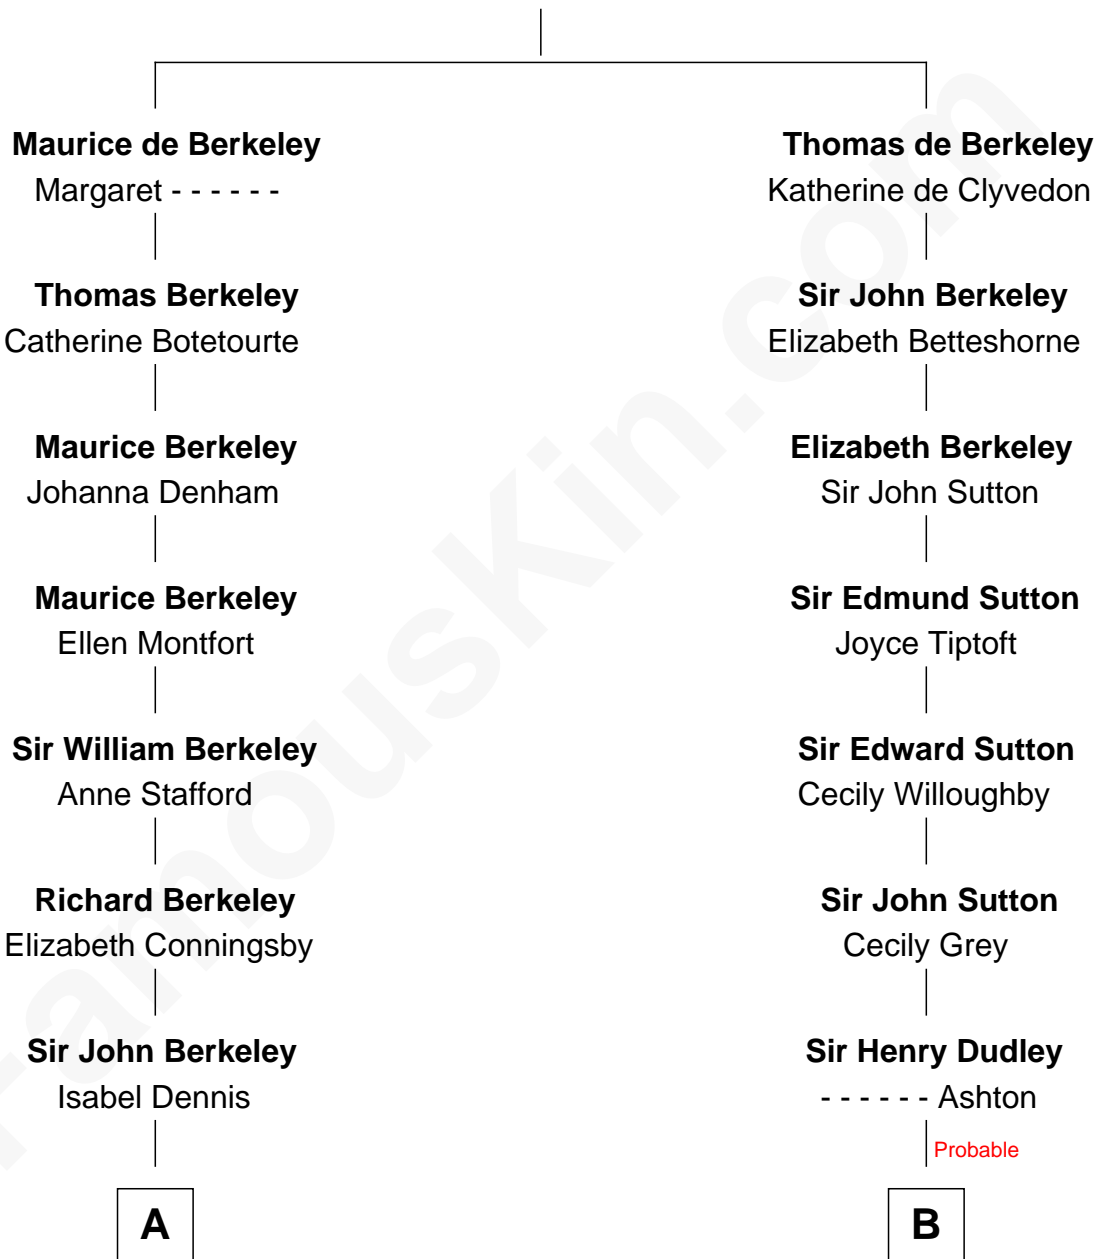 Maurice de Berkeley
Margaret - - - - - -
Thomas Berkeley
Catherine Botetourte
Maurice Berkeley
Johanna Denham
Maurice Berkeley
Ellen Montfort
Sir William Berkeley
Anne Stafford
Richard Berkeley
Elizabeth Conningsby
Sir John Berkeley
Isabel Dennis
A
Thomas de Berkeley
Katherine de Clyvedon
Sir John Berkeley
Elizabeth Betteshorne
Elizabeth Berkeley
Sir John Sutton
Sir Edmund Sutton
Joyce Tiptoft
Sir Edward Sutton
Cecily Willoughby
Sir John Sutton
Cecily Grey
Sir Henry Dudley
- - - - - - Ashton
Probable
B
FamousKin.com